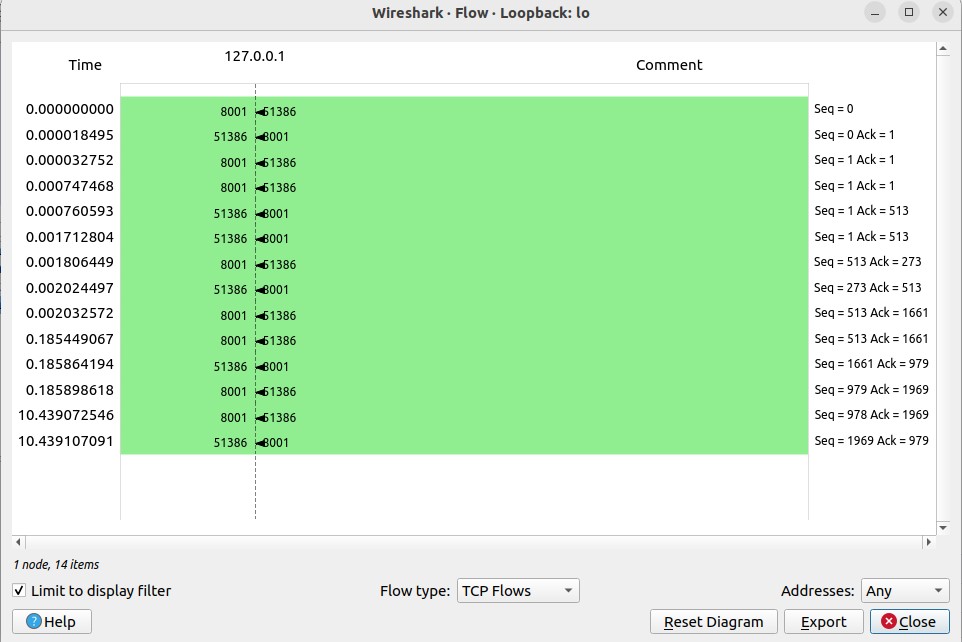 Wireshark · Flow · Loopback: lo
127.0.0.1
Time Comment
0.000000000 8001 51386 Seq = 0
0.000018495 51386 8001 Seq = 0 Ack = 1
0.000032752 8001 51386 Seq = 1 Ack = 1
0.000747468 8001 51386 Seq = 1 Ack = 1
0.000760593 51386 8001 Seq = 1 Ack = 513
0.001712804 51386 8001 Seq = 1 Ack = 513
0.001806449 8001 51386 Seq = 513 Ack = 273
0.002024497 51386 8001 Seq = 273 Ack = 513
0.002032572 8001 51386 Seq = 513 Ack = 1661
0.185449067 8001 51386 Seq = 513 Ack = 1661
0.185864194 51386 8001 Seq = 1661 Ack = 979
0.185898618 8001 51386 Seq = 979 Ack = 1969
10.439072546 8001 51386 Seq = 978 Ack = 1969
10.439107091 51386 8001 Seq = 1969 Ack = 979
1 node, 14 items
Limit to display filter Flow type: TCP Flows Addresses: Any
Help Reset Diagram Export Close